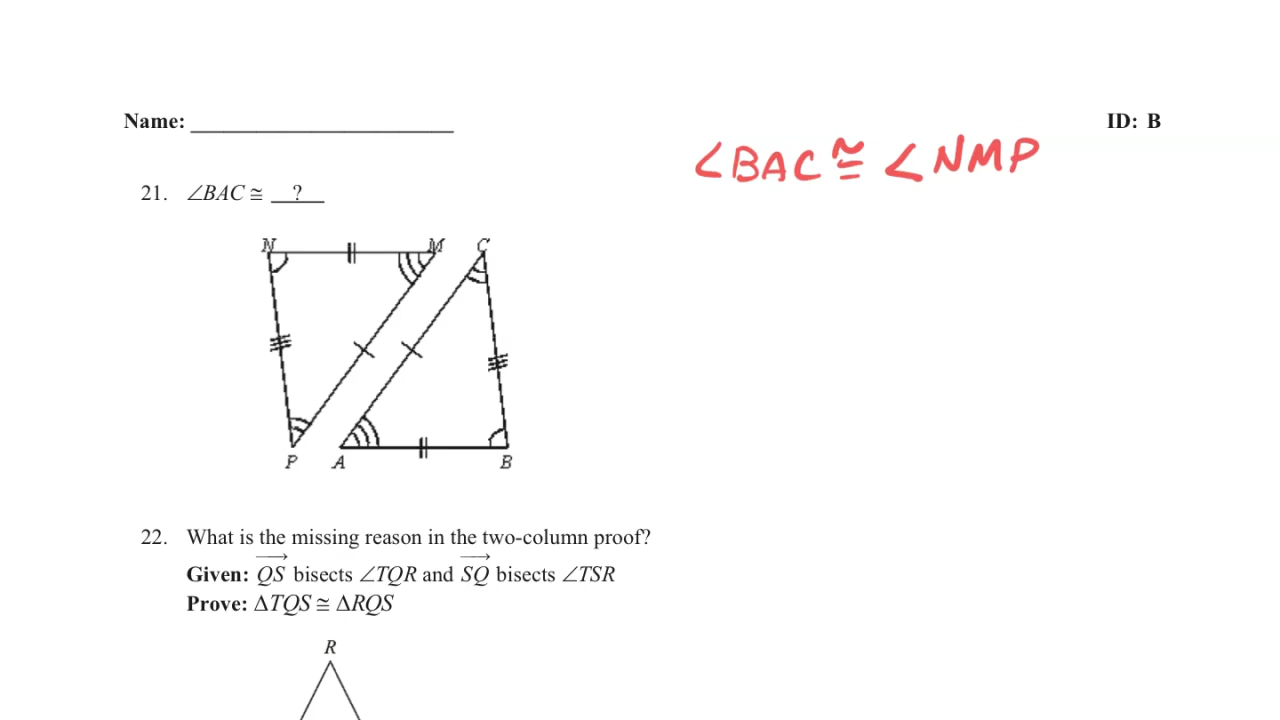 Name: ________________________ ID: B
∠BAC ≅ ∠NMP
21. ∠BAC ≅ __?__
N M C
P A B
22. What is the missing reason in the two-column proof?
Given: QS→ bisects ∠TQR and SQ→ bisects ∠TSR
Prove: ΔTQS ≅ ΔRQS
R